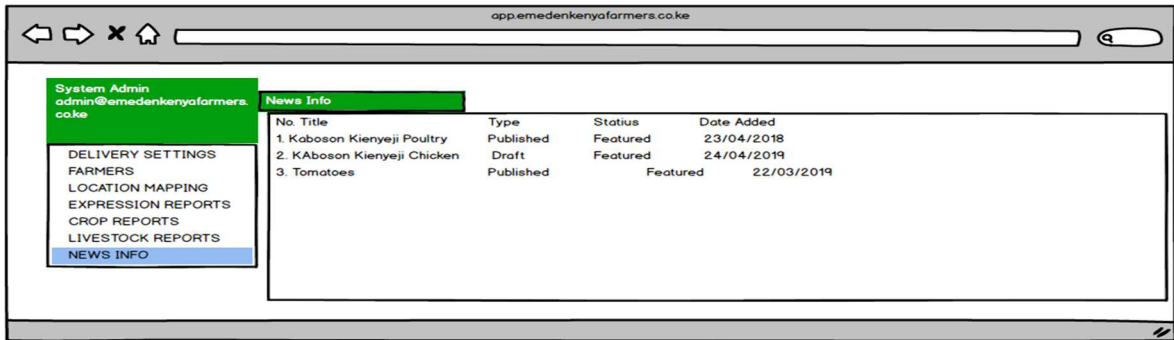 app.emedenkenyafarmers.co.ke
System Admin
admin@emedenkenyafarmers.
co.ke
DELIVERY SETTINGS
FARMERS
LOCATION MAPPING
EXPRESSION REPORTS
CROP REPORTS
LIVESTOCK REPORTS
NEWS INFO
News Info
No. Title Type Statius Date Added
1. Kaboson Kienyeji Poultry Published Featured 23/04/2018
2. KAboson Kienyeji Chicken Draft Featured 24/04/2019
3. Tomatoes Published Featured 22/03/2019